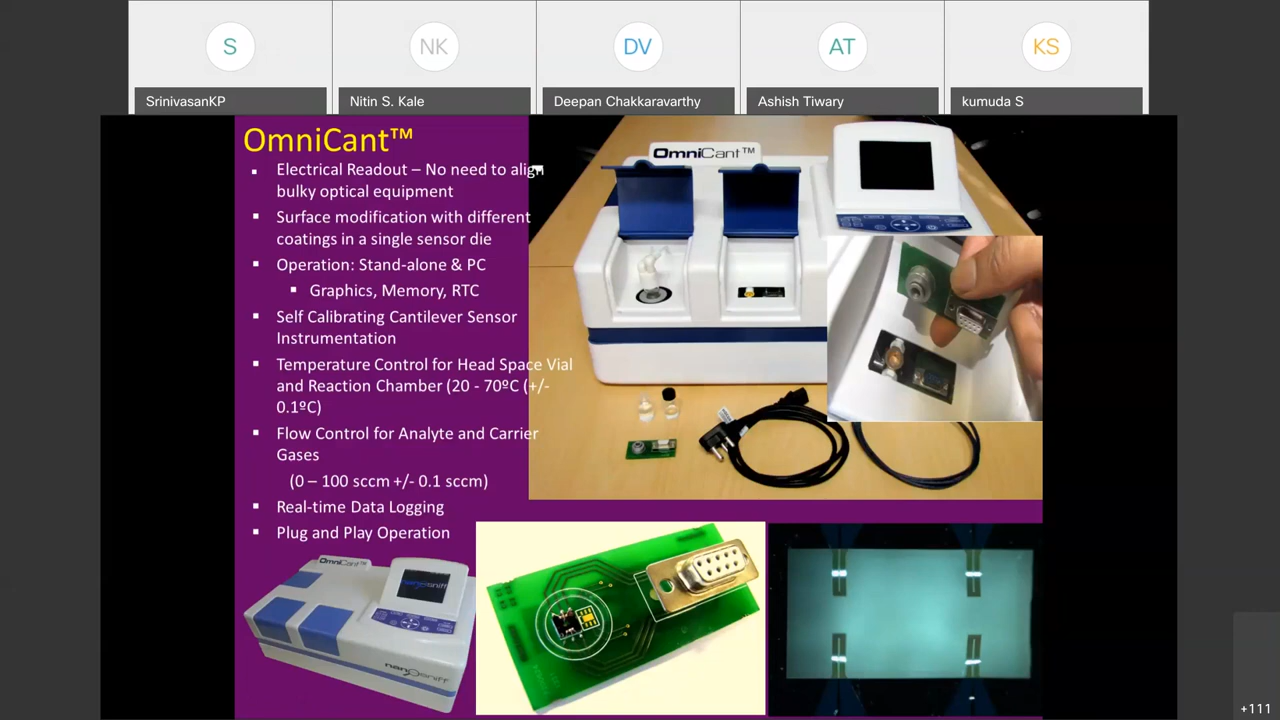 S
NK
DV
AT
KS
SrinivasanKP
Nitin S. Kale
Deepan Chakkaravarthy
Ashish Tiwary
kumuda S
OmniCant™
▪ Electrical Readout – No need to align
bulky optical equipment
▪ Surface modification with different
coatings in a single sensor die
▪ Operation: Stand-alone & PC
▪ Graphics, Memory, RTC
▪ Self Calibrating Cantilever Sensor
Instrumentation
▪ Temperature Control for Head Space Vial
and Reaction Chamber (20 - 70ºC (+/-
0.1ºC)
▪ Flow Control for Analyte and Carrier
Gases
(0 – 100 sccm +/- 0.1 sccm)
▪ Real-time Data Logging
▪ Plug and Play Operation
OmniCant™
OmniCant™
nanosniff
nanosniff
+111